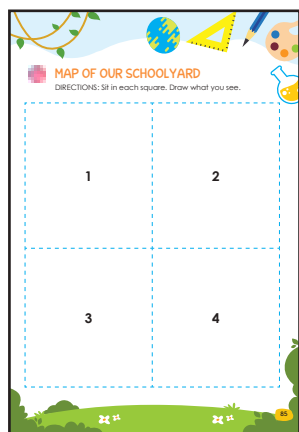 MAP OF OUR SCHOOLYARD
DIRECTIONS: Sit in each square. Draw what you see.
1 2
3 4
85